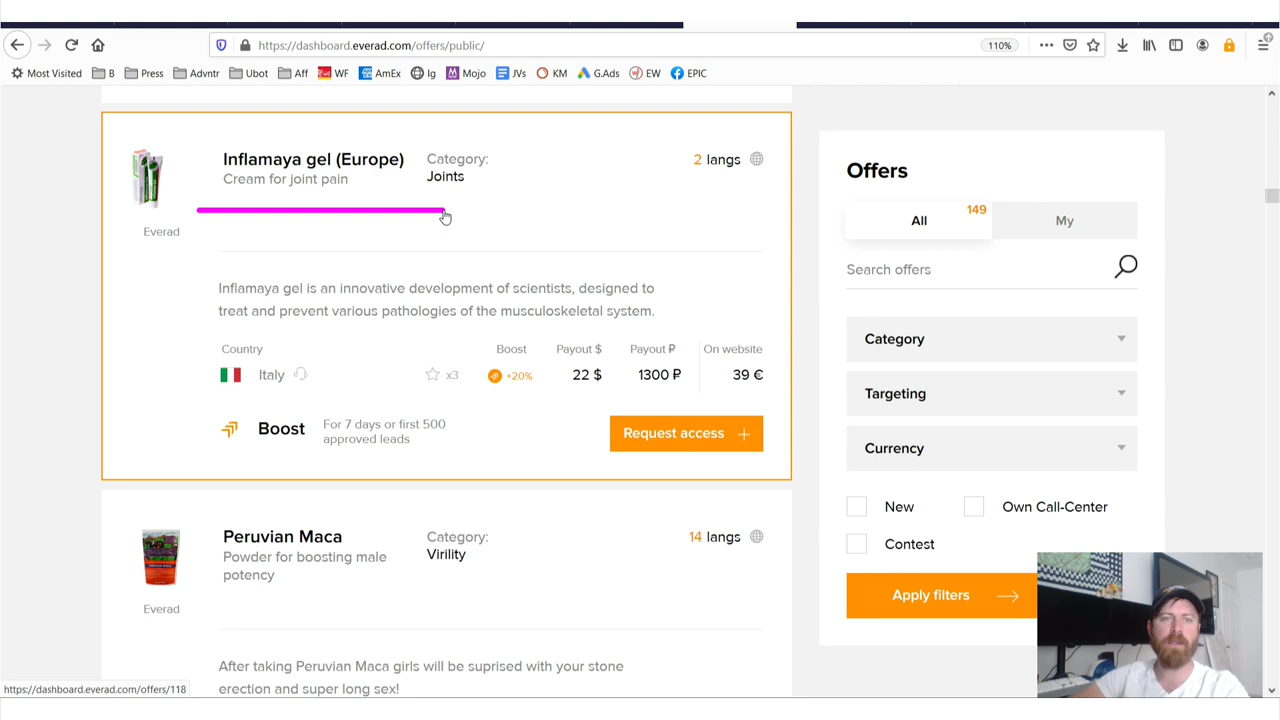 https://dashboard.everad.com/offers/public/
110%
Most Visited
B
Press
Advntr
Ubot
Aff
WF
AmEx
Ig
Mojo
JVs
KM
G.Ads
EW
EPIC
Inflamaya gel (Europe)
Cream for joint pain
Category:
Joints
2 langs
Everad
Inflamaya gel is an innovative development of scientists, designed to
treat and prevent various pathologies of the musculoskeletal system.
Country Boost Payout $ Payout ₽ On website
Italy x3 +20% 22 $ 1300 ₽ 39 €
Boost
For 7 days or first 500
approved leads
Request access +
Peruvian Maca
Powder for boosting male
potency
Category:
Virility
14 langs
Everad
After taking Peruvian Maca girls will be suprised with your stone
erection and super long sex!
Offers
All 149
My
Search offers
Category
Targeting
Currency
New
Own Call-Center
Contest
Apply filters
https://dashboard.everad.com/offers/118